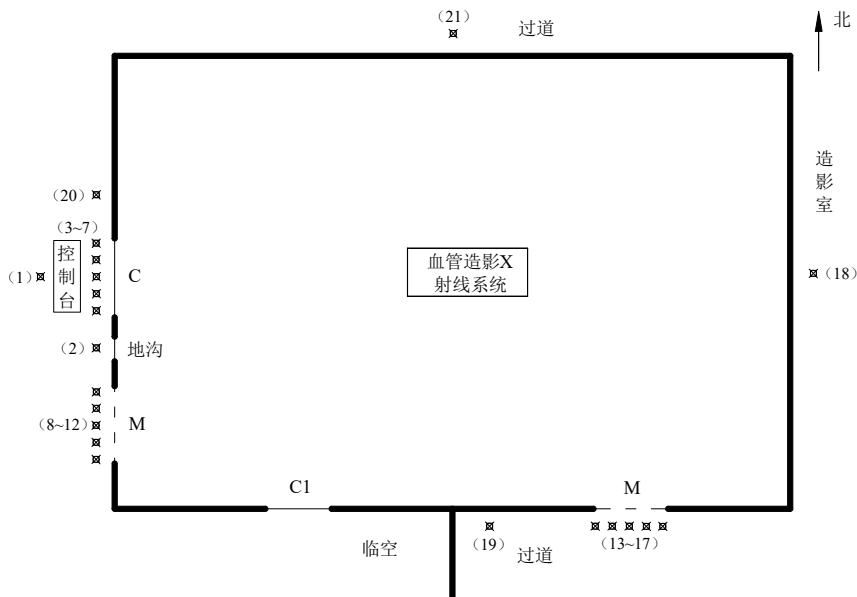 （21）
过道
北
造
影
室
（20）
（3~7）
控
制
台
（1）
C
血管造影X
射线系统
（18）
（2）
地沟
（8~12）
M
C1
M
临空
（19）
过道
（13~17）